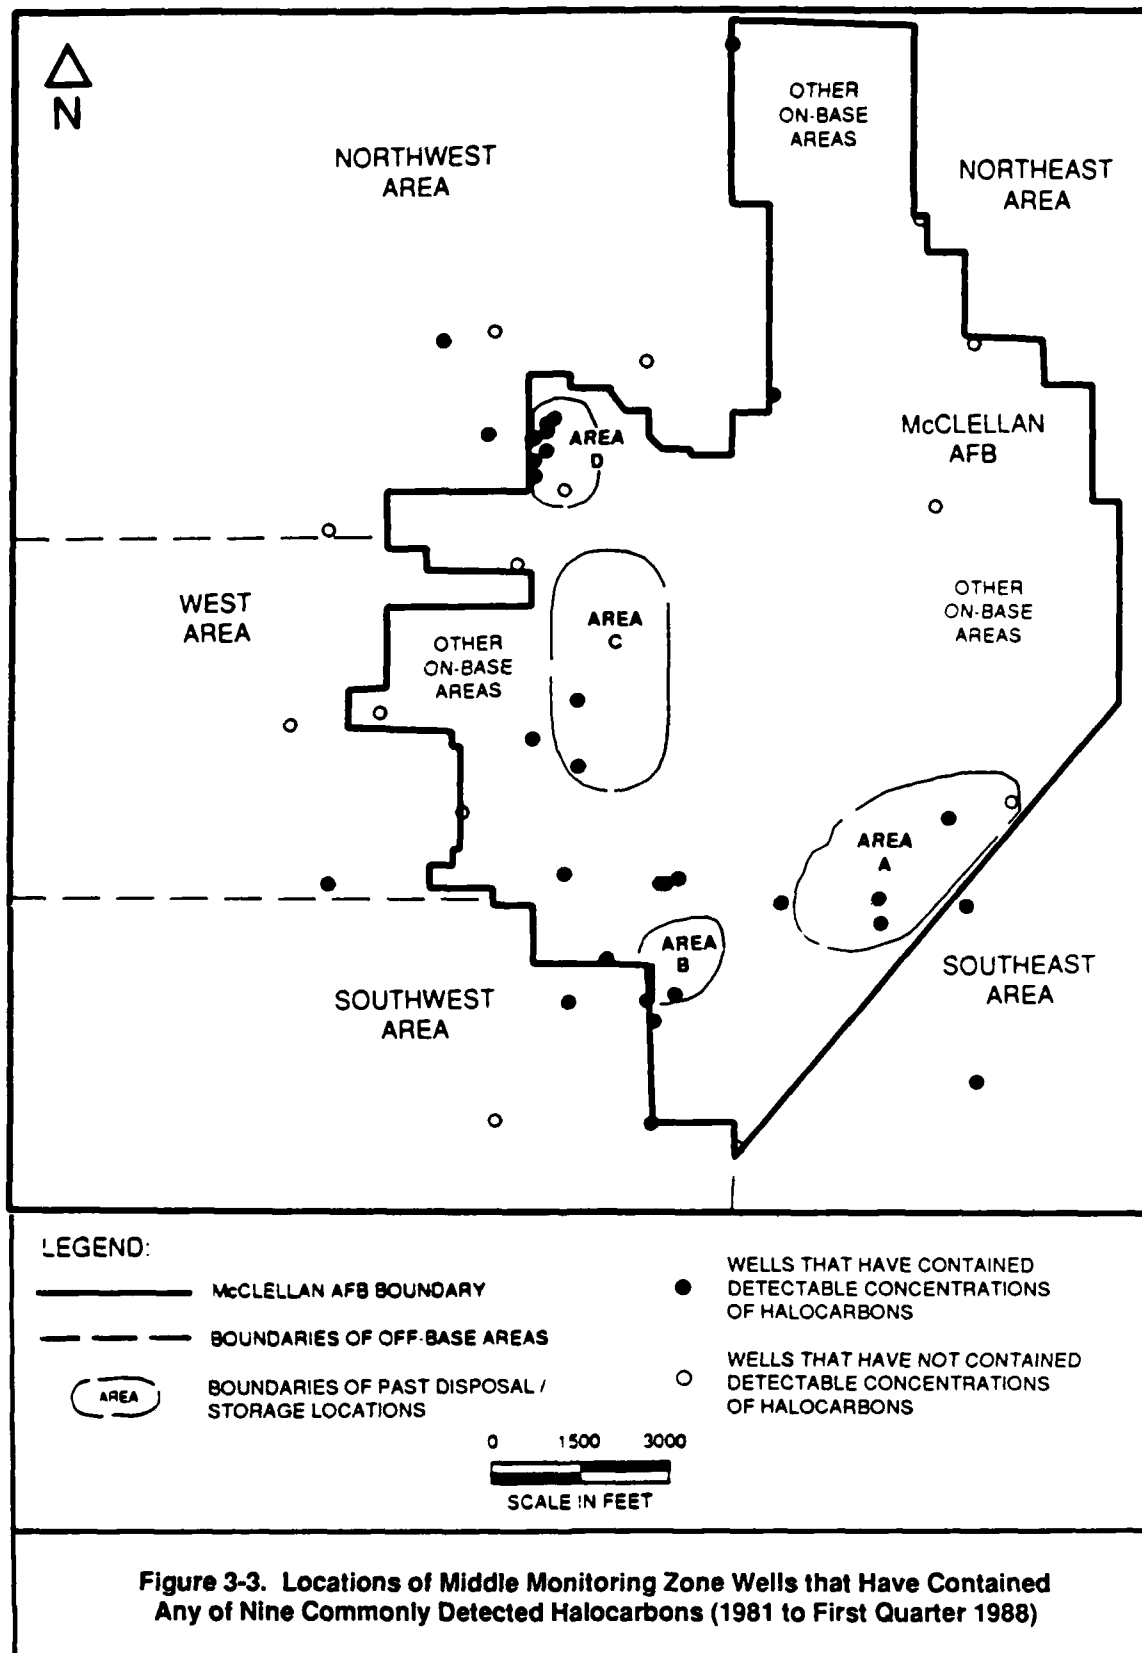 N
OTHER
ON-BASE
AREAS
NORTHWEST
AREA
NORTHEAST
AREA
McCLELLAN
AFB
AREA
D
WEST
AREA
OTHER
ON-BASE
AREAS
AREA
C
OTHER
ON-BASE
AREAS
AREA
A
AREA
B
SOUTHWEST
AREA
SOUTHEAST
AREA
LEGEND:
McCLELLAN AFB BOUNDARY
BOUNDARIES OF OFF-BASE AREAS
AREA
BOUNDARIES OF PAST DISPOSAL /
STORAGE LOCATIONS
WELLS THAT HAVE CONTAINED
DETECTABLE CONCENTRATIONS
OF HALOCARBONS
WELLS THAT HAVE NOT CONTAINED
DETECTABLE CONCENTRATIONS
OF HALOCARBONS
0 1500 3000
SCALE IN FEET
Figure 3-3. Locations of Middle Monitoring Zone Wells that Have Contained
Any of Nine Commonly Detected Halocarbons (1981 to First Quarter 1988)